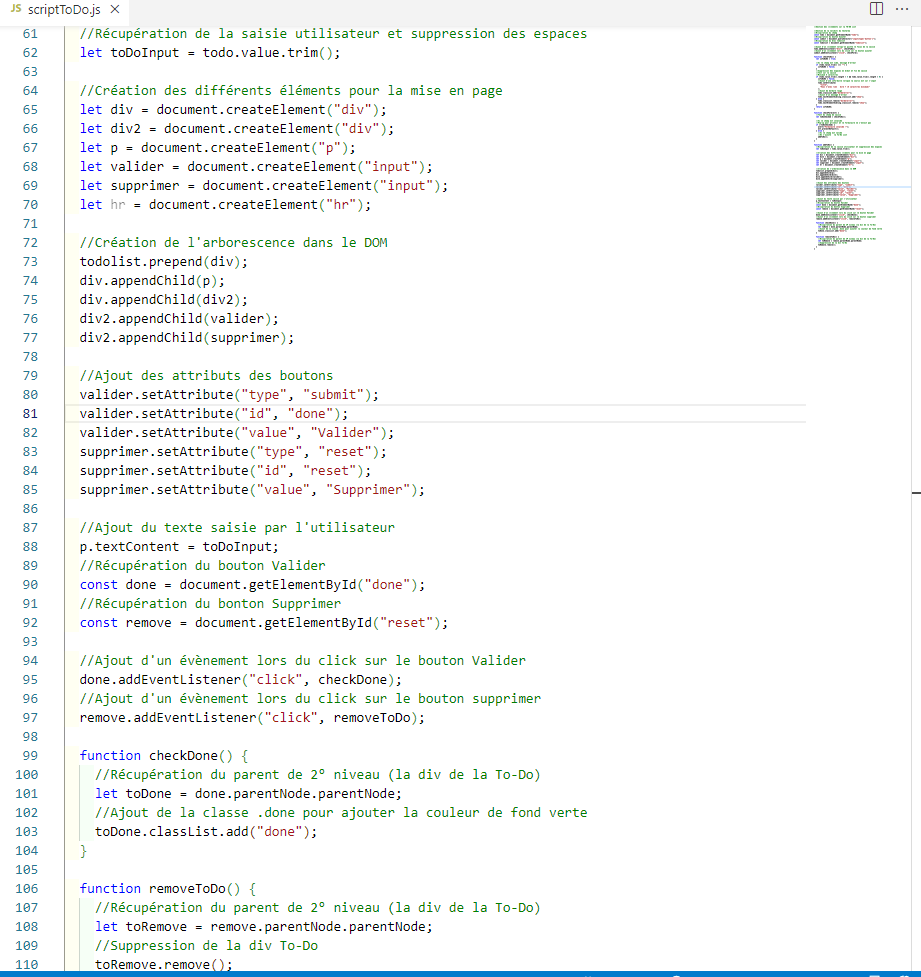 JS scriptToDo.js ×
61 //Récupération de la saisie utilisateur et suppression des espaces
62 let toDoInput = todo.value.trim();
63
64 //Création des différents éléments pour la mise en page
65 let div = document.createElement("div");
66 let div2 = document.createElement("div");
67 let p = document.createElement("p");
68 let valider = document.createElement("input");
69 let supprimer = document.createElement("input");
70 let hr = document.createElement("hr");
71
72 //Création de l'arborescence dans le DOM
73 todolist.prepend(div);
74 div.appendChild(p);
75 div.appendChild(div2);
76 div2.appendChild(valider);
77 div2.appendChild(supprimer);
78
79 //Ajout des attributs des boutons
80 valider.setAttribute("type", "submit");
81 valider.setAttribute("id", "done");
82 valider.setAttribute("value", "Valider");
83 supprimer.setAttribute("type", "reset");
84 supprimer.setAttribute("id", "reset");
85 supprimer.setAttribute("value", "Supprimer");
86
87 //Ajout du texte saisie par l'utilisateur
88 p.textContent = toDoInput;
89 //Récupération du bouton Valider
90 const done = document.getElementById("done");
91 //Récupération du bonton Supprimer
92 const remove = document.getElementById("reset");
93
94 //Ajout d'un évènement lors du click sur le bouton Valider
95 done.addEventListener("click", checkDone);
96 //Ajout d'un évènement lors du click sur le bouton supprimer
97 remove.addEventListener("click", removeToDo);
98
99 function checkDone() {
100 //Récupération du parent de 2° niveau (la div de la To-Do)
101 let toDone = done.parentNode.parentNode;
102 //Ajout de la classe .done pour ajouter la couleur de fond verte
103 toDone.classList.add("done");
104 }
105
106 function removeToDo() {
107 //Récupération du parent de 2° niveau (la div de la To-Do)
108 let toRemove = remove.parentNode.parentNode;
109 //Suppression de la div To-Do
110 toRemove.remove();